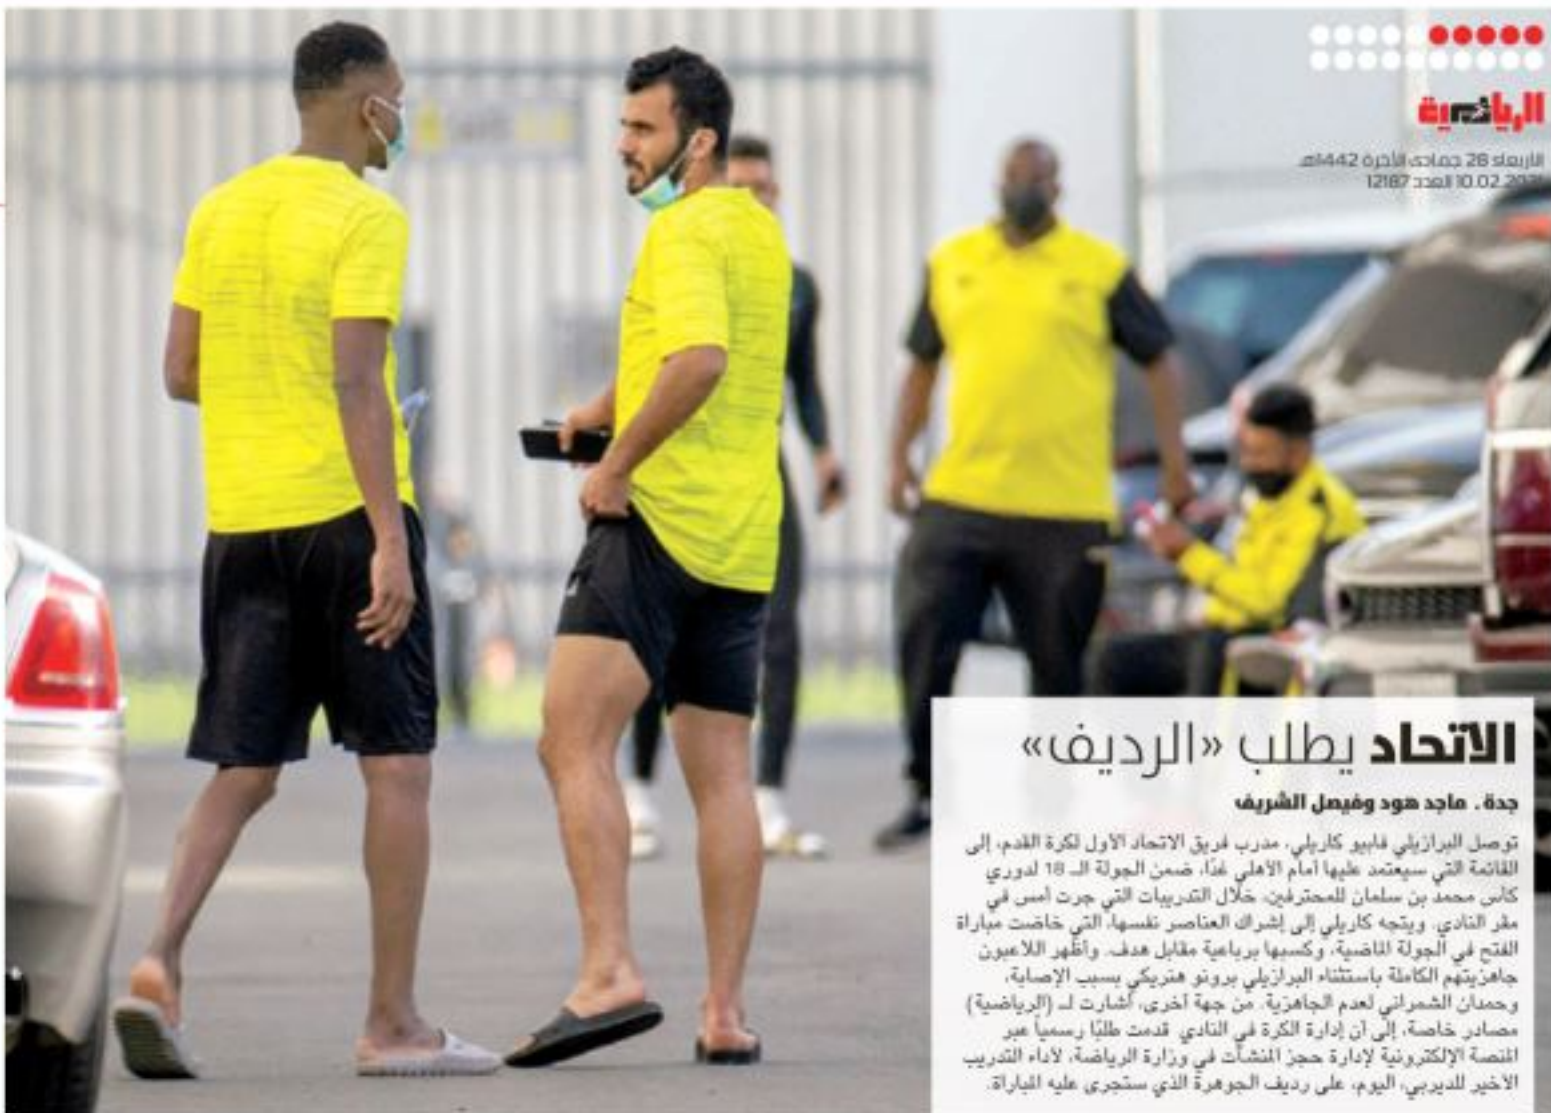 الرياضية
الأربعاء 28 جمادى الآخرة 1442هـ
10.02.2021 العدد 12187
الاتحاد يطلب «الرديف»
جدة. ماجد هود وفيصل الشريف
توصل البرازيلي فابيو كاريلي، مدرب فريق الاتحاد الأول لكرة القدم، إلى
القائمة التي سيعتمد عليها أمام الأهلي غدًا، ضمن الجولة الـ 18 لدوري
كأس محمد بن سلمان للمحترفين، خلال التدريبات التي جرت أمس في
مقر النادي. ويتجه كاريلي إلى إشراك العناصر نفسها، التي خاضت مباراة
الفتح في الجولة الماضية، وكسبها برباعية مقابل هدف. وأظهر اللاعبون
جاهزيتهم الكاملة باستثناء البرازيلي برونو هنريكي بسبب الإصابة،
وحمدان الشمراني لعدم الجاهزية. من جهة أخرى، أشارت لـ (الرياضية)
مصادر خاصة، إلى أن إدارة الكرة في النادي قدمت طلبًا رسمياً عبر
المنصة الإلكترونية لإدارة حجز المنشآت في وزارة الرياضة، لأداء التدريب
الأخير للديربي، اليوم، على رديف الجوهرة الذي ستجرى عليه المباراة.